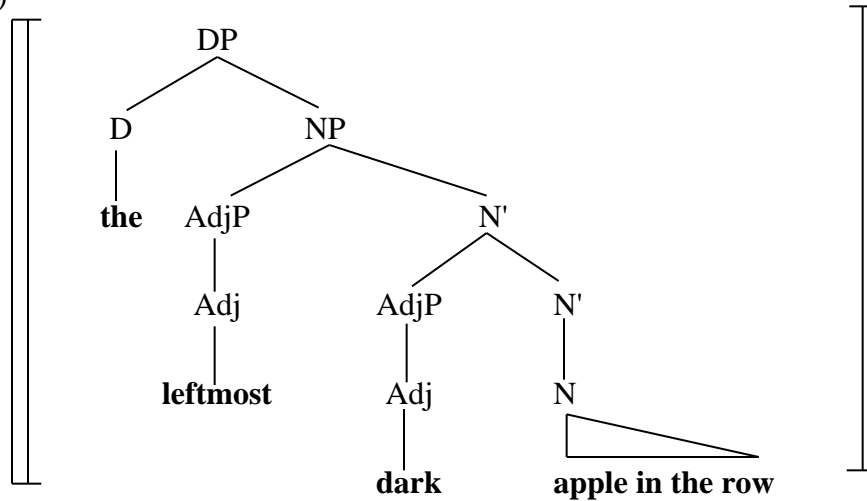 )
DP
D NP
the AdjP N'
Adj AdjP N'
leftmost Adj N
dark apple in the row